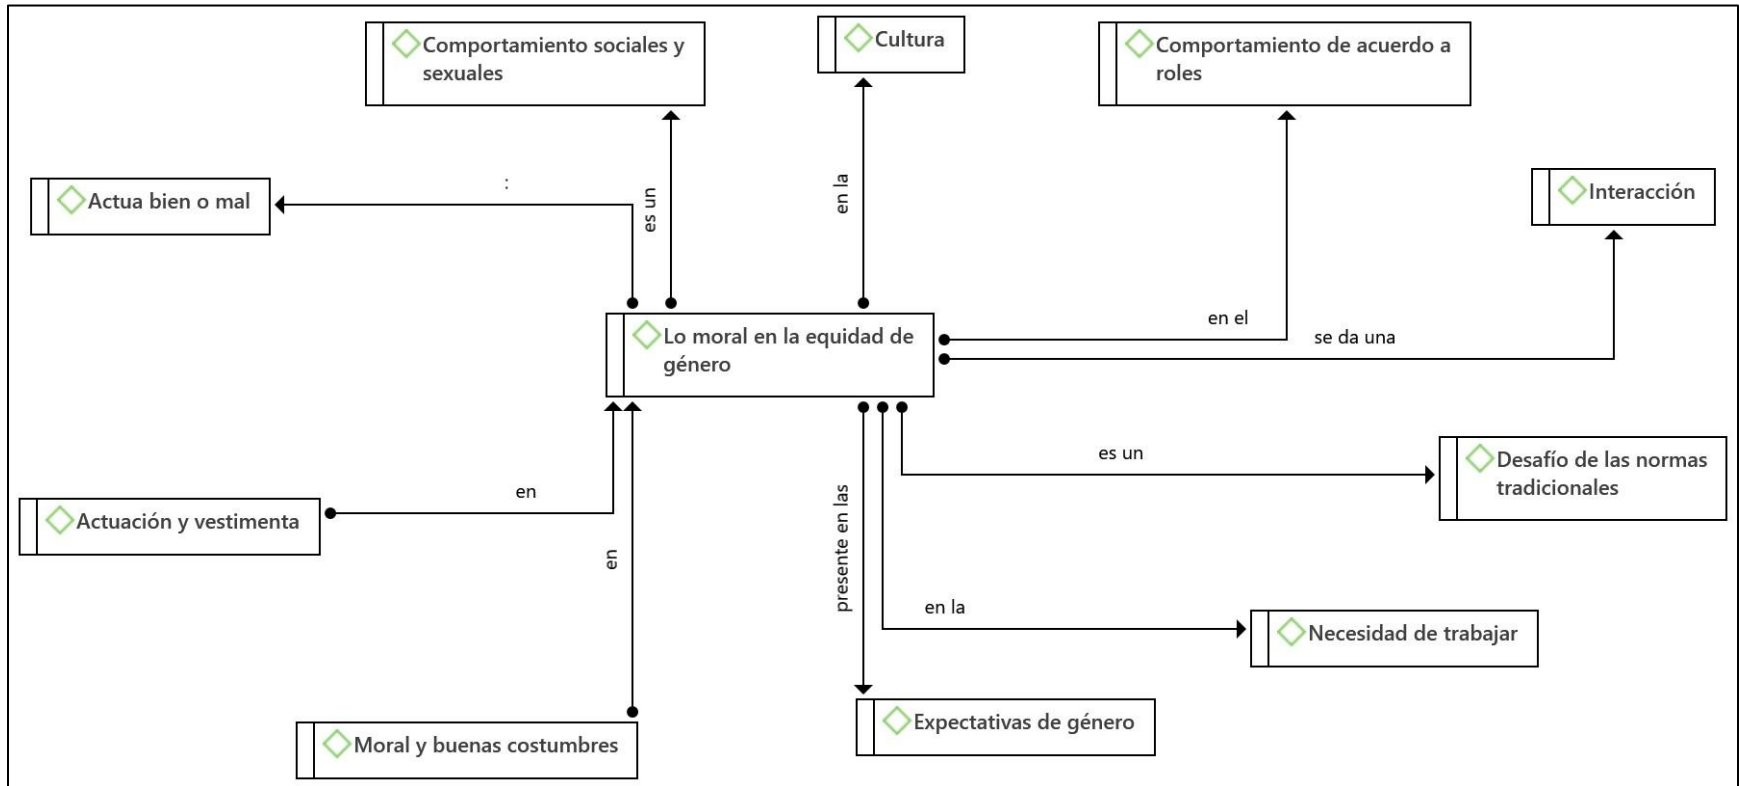 Comportamiento sociales y
sexuales
Cultura
Comportamiento de acuerdo a
roles
Actua bien o mal
:
es un
en la
Interacción
en el
se da una
Lo moral en la equidad de
género
es un
Desafío de las normas
tradicionales
en
Actuación y vestimenta
en
presente en las
en la
Necesidad de trabajar
Expectativas de género
Moral y buenas costumbres